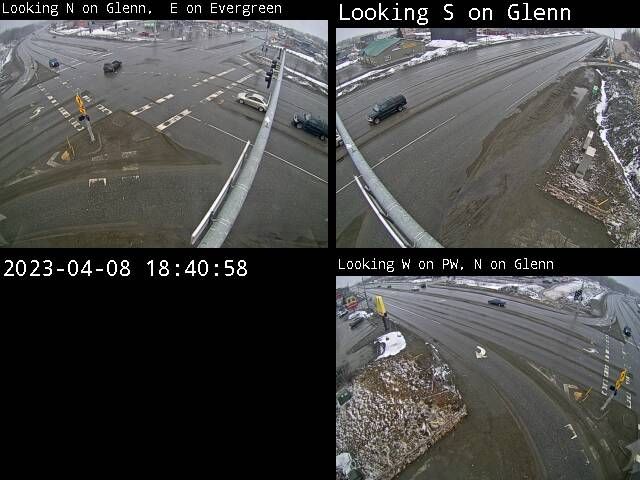 Looking N on Glenn,  E on Evergreen
Looking S on Glenn
2023-04-08 18:40:58
Looking W on PW, N on Glenn